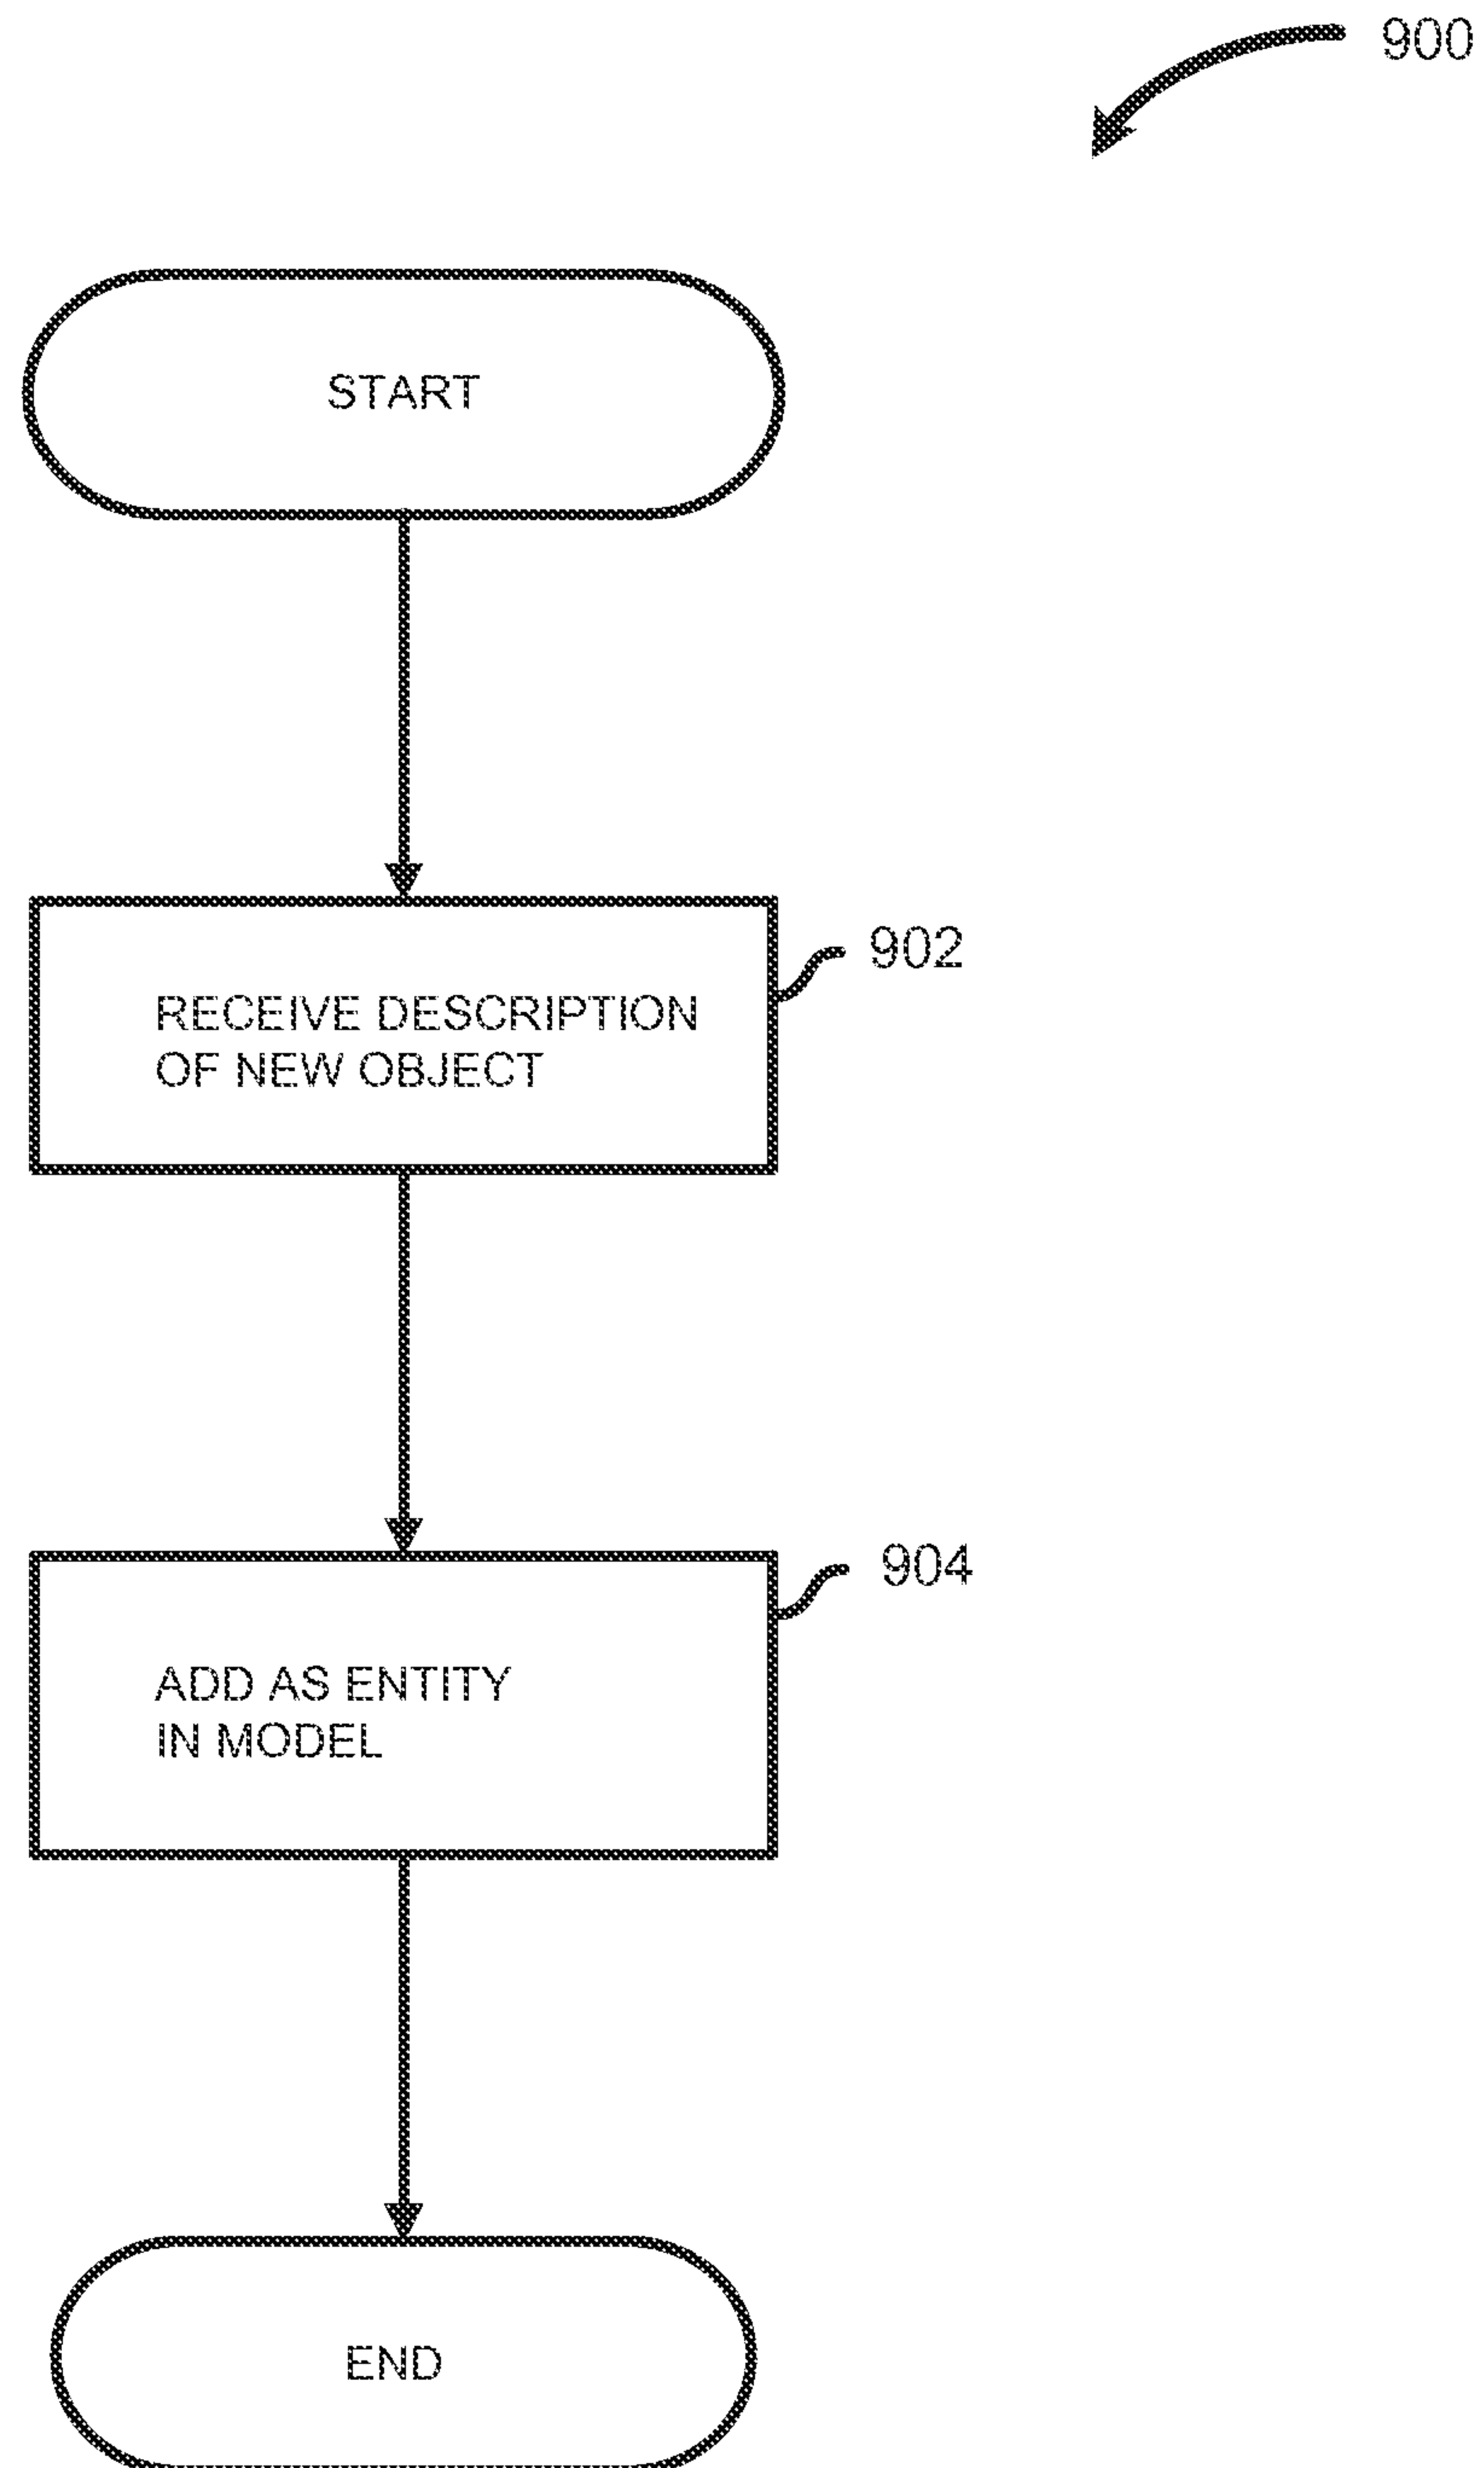 900
START
902
RECEIVE DESCRIPTION
OF NEW OBJECT
904
ADD AS ENTITY
IN MODEL
END